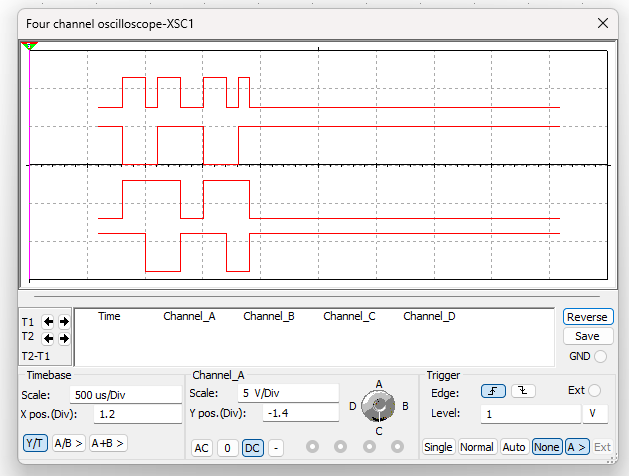 Four channel oscilloscope-XSC1
Time Channel_A Channel_B Channel_C Channel_D
T1
T2
T2-T1
Reverse
Save
GND
Timebase
Scale: 500 us/Div
X pos.(Div): 1.2
Y/T A/B > A+B >
Channel_A
Scale: 5 V/Div
Y pos.(Div): -1.4
AC 0 DC -
A
D B
C
Trigger
Edge: Ext
Level: 1 V
Single Normal Auto None A > Ext